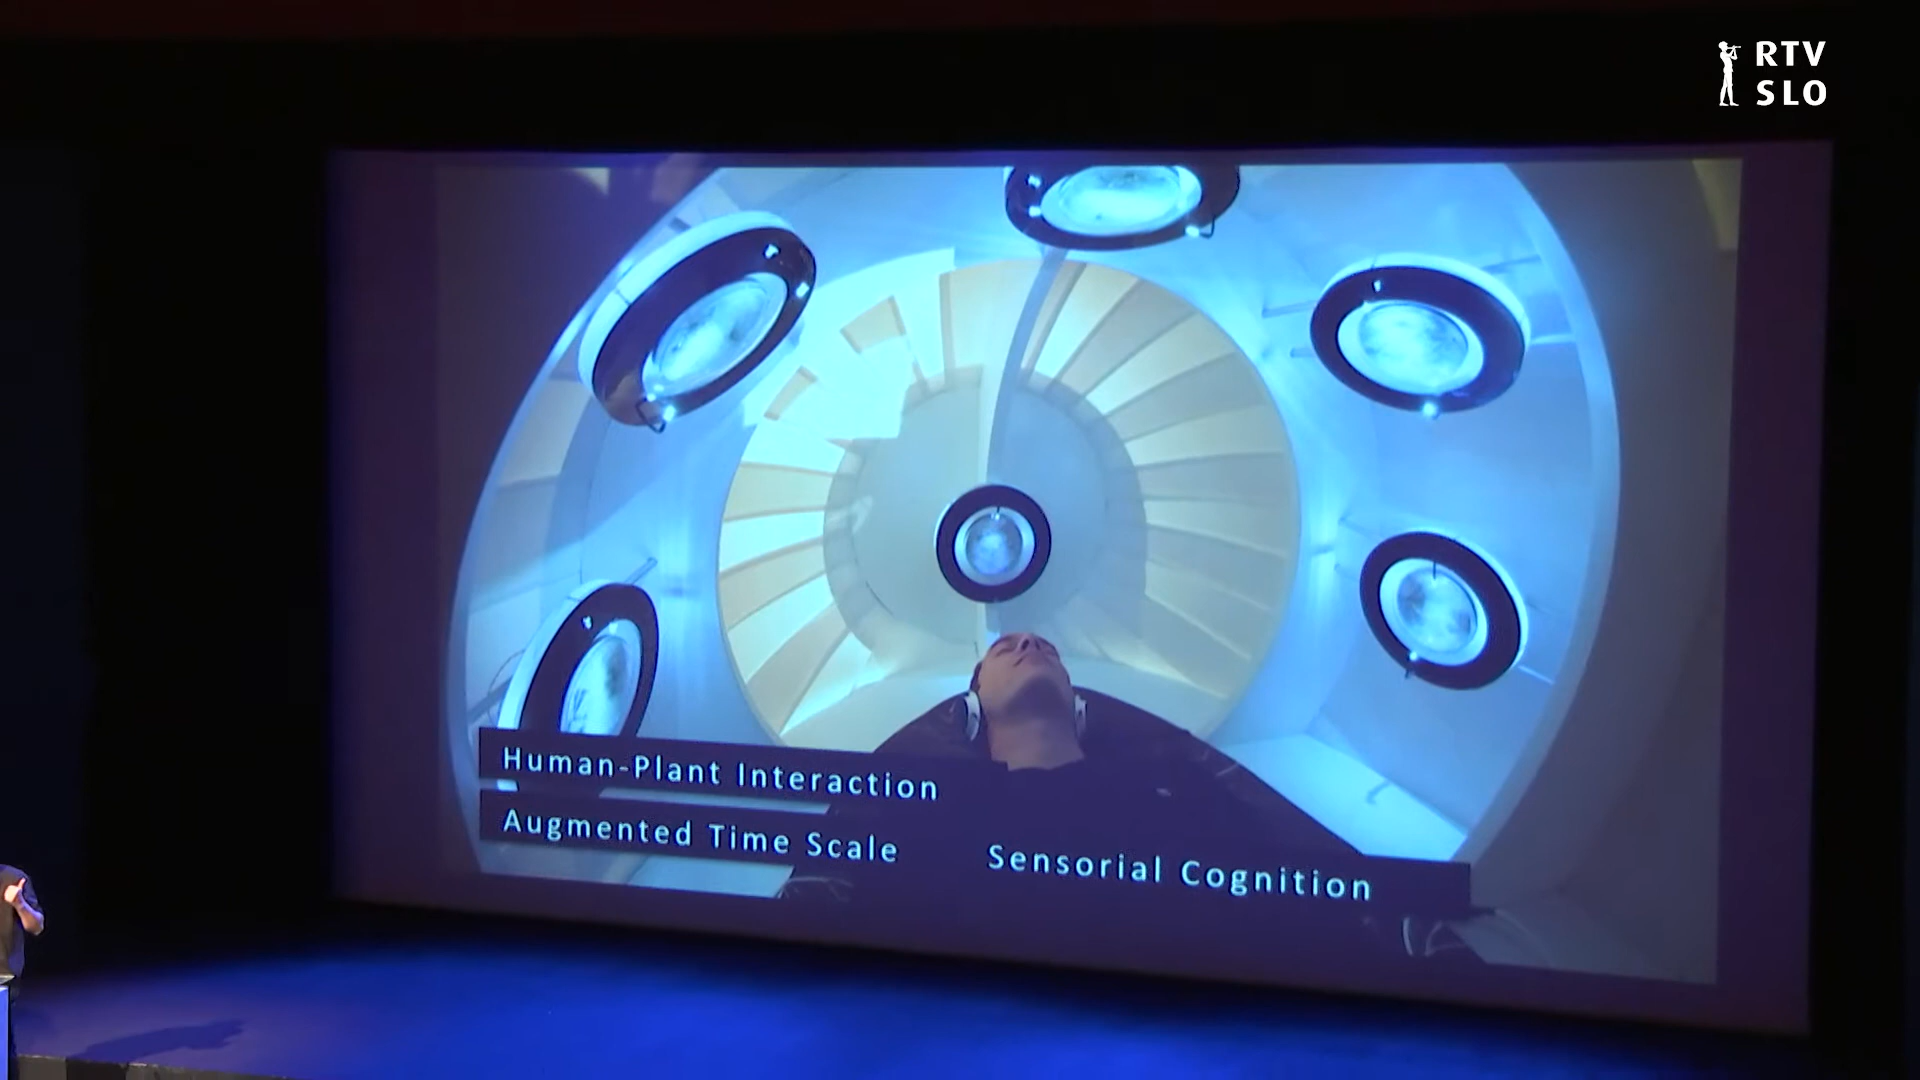 RTV
SLO
Human-Plant Interaction
Augmented Time Scale
Sensorial Cognition